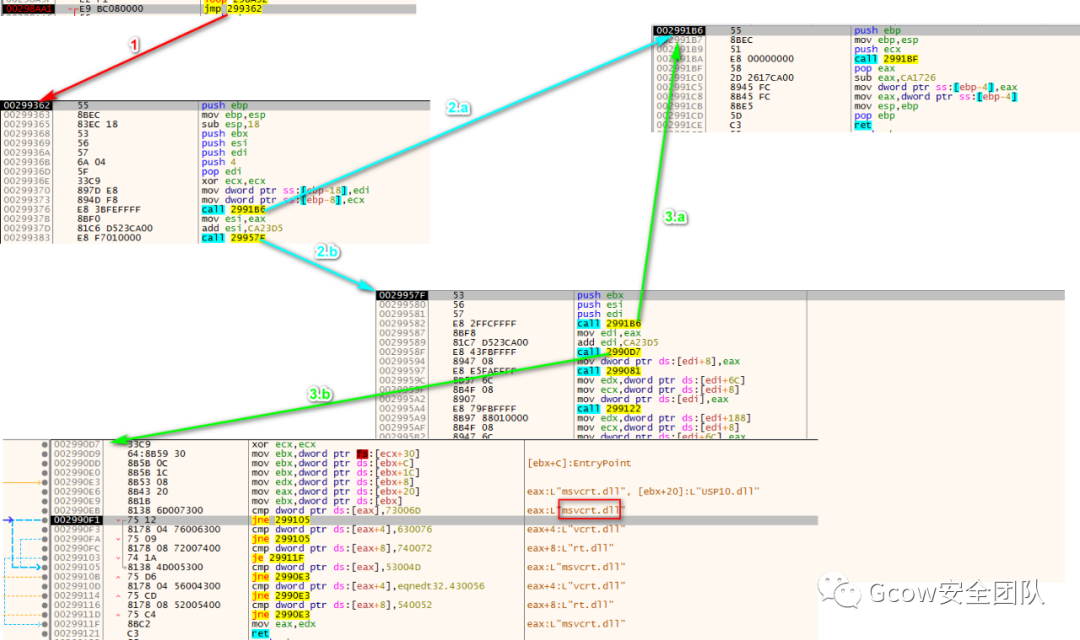 loop 298A92
00298AA1 E9 BC080000 jmp 299362
1
00299362 55 push ebp
00299363 8BEC mov ebp,esp
00299365 83EC 18 sub esp,18
00299368 53 push ebx
00299369 56 push esi
0029936A 57 push edi
0029936B 6A 04 push 4
0029936D 5F pop edi
0029936E 33C9 xor ecx,ecx
00299370 897D E8 mov dword ptr ss:[ebp-18],edi
00299373 894D F8 mov dword ptr ss:[ebp-8],ecx
00299376 E8 3BFEFFFF call 2991B6
0029937B 8BF0 mov esi,eax
0029937D 81C6 D523CA00 add esi,CA23D5
00299383 E8 F7010000 call 29957F
2.a
2.b
002991B6 55 push ebp
002991B7 8BEC mov ebp,esp
002991B9 51 push ecx
002991BA E8 00000000 call 2991BF
002991BF 58 pop eax
002991C0 2D 2617CA00 sub eax,CA1726
002991C5 8945 FC mov dword ptr ss:[ebp-4],eax
002991C8 8B45 FC mov eax,dword ptr ss:[ebp-4]
002991CB 8BE5 mov esp,ebp
002991CD 5D pop ebp
002991CE C3 ret
3.a
0029957F 53 push ebx
00299580 56 push esi
00299581 57 push edi
00299582 E8 2FFCFFFF call 2991B6
00299587 8BF8 mov edi,eax
00299589 81C7 D523CA00 add edi,CA23D5
0029958F E8 43FBFFFF call 2990D7
00299594 8947 08 mov dword ptr ds:[edi+8],eax
00299597 E8 E5FAFFFF call 299081
0029959C 8B57 6C mov edx,dword ptr ds:[edi+6C]
0029959F 8B4F 08 mov ecx,dword ptr ds:[edi+8]
002995A2 8907 mov dword ptr ds:[edi],eax
002995A4 E8 79FBFFFF call 299122
002995A9 8B97 88010000 mov edx,dword ptr ds:[edi+188]
002995AF 8B4F 08 mov ecx,dword ptr ds:[edi+8]
002995B2 8947 6C mov dword ptr ds:[edi+6C],eax
3.b
002990D7 33C9 xor ecx,ecx
002990D9 64:8B59 30 mov ebx,dword ptr fs:[ecx+30]
002990DD 8B5B 0C mov ebx,dword ptr ds:[ebx+C] [ebx+C]:EntryPoint
002990E0 8B5B 1C mov ebx,dword ptr ds:[ebx+1C]
002990E3 8B53 08 mov edx,dword ptr ds:[ebx+8]
002990E6 8B43 20 mov eax,dword ptr ds:[ebx+20] eax:L"msvcrt.dll", [ebx+20]:L"USP10.dll"
002990E9 8B1B mov ebx,dword ptr ds:[ebx]
002990EB 8138 6D007300 cmp dword ptr ds:[eax],73006D eax:L"msvcrt.dll"
002990F1 75 12 jne 299105
002990F3 8178 04 76006300 cmp dword ptr ds:[eax+4],630076 eax+4:L"vcrt.dll"
002990FA 75 09 jne 299105
002990FC 8178 08 72007400 cmp dword ptr ds:[eax+8],740072 eax+8:L"rt.dll"
00299103 74 1A je 29911F
00299105 8138 4D005300 cmp dword ptr ds:[eax],53004D eax:L"msvcrt.dll"
0029910B 75 D6 jne 2990E3
0029910D 8178 04 56004300 cmp dword ptr ds:[eax+4],eqnedt32.430056 eax+4:L"vcrt.dll"
00299114 75 CD jne 2990E3
00299116 8178 08 52005400 cmp dword ptr ds:[eax+8],540052 eax+8:L"rt.dll"
0029911D 75 C4 jne 2990E3
0029911F 8BC2 mov eax,edx eax:L"msvcrt.dll"
00299121 C3 ret
Gcow安全团队